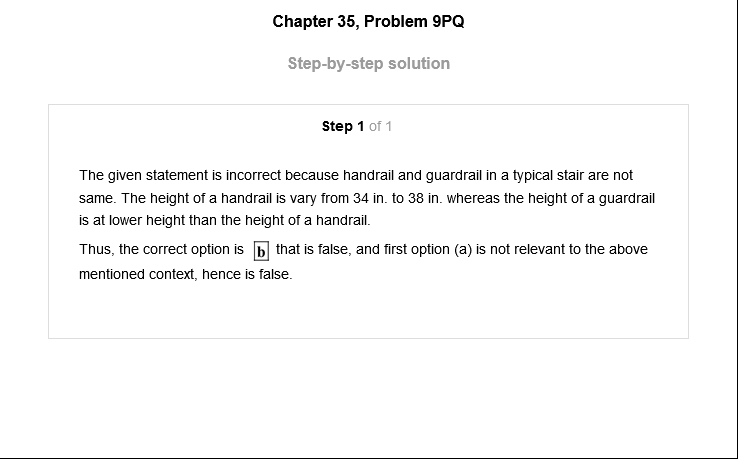 Chapter 35, Problem 9PQ
Step-by-step solution
Step 1 of 1
The given statement is incorrect because handrail and guardrail in a typical stair are not
same. The height of a handrail is vary from 34 in. to 38 in. whereas the height of a guardrail
is at lower height than the height of a handrail.
Thus, the correct option is b that is false, and first option (a) is not relevant to the above
mentioned context, hence is false.